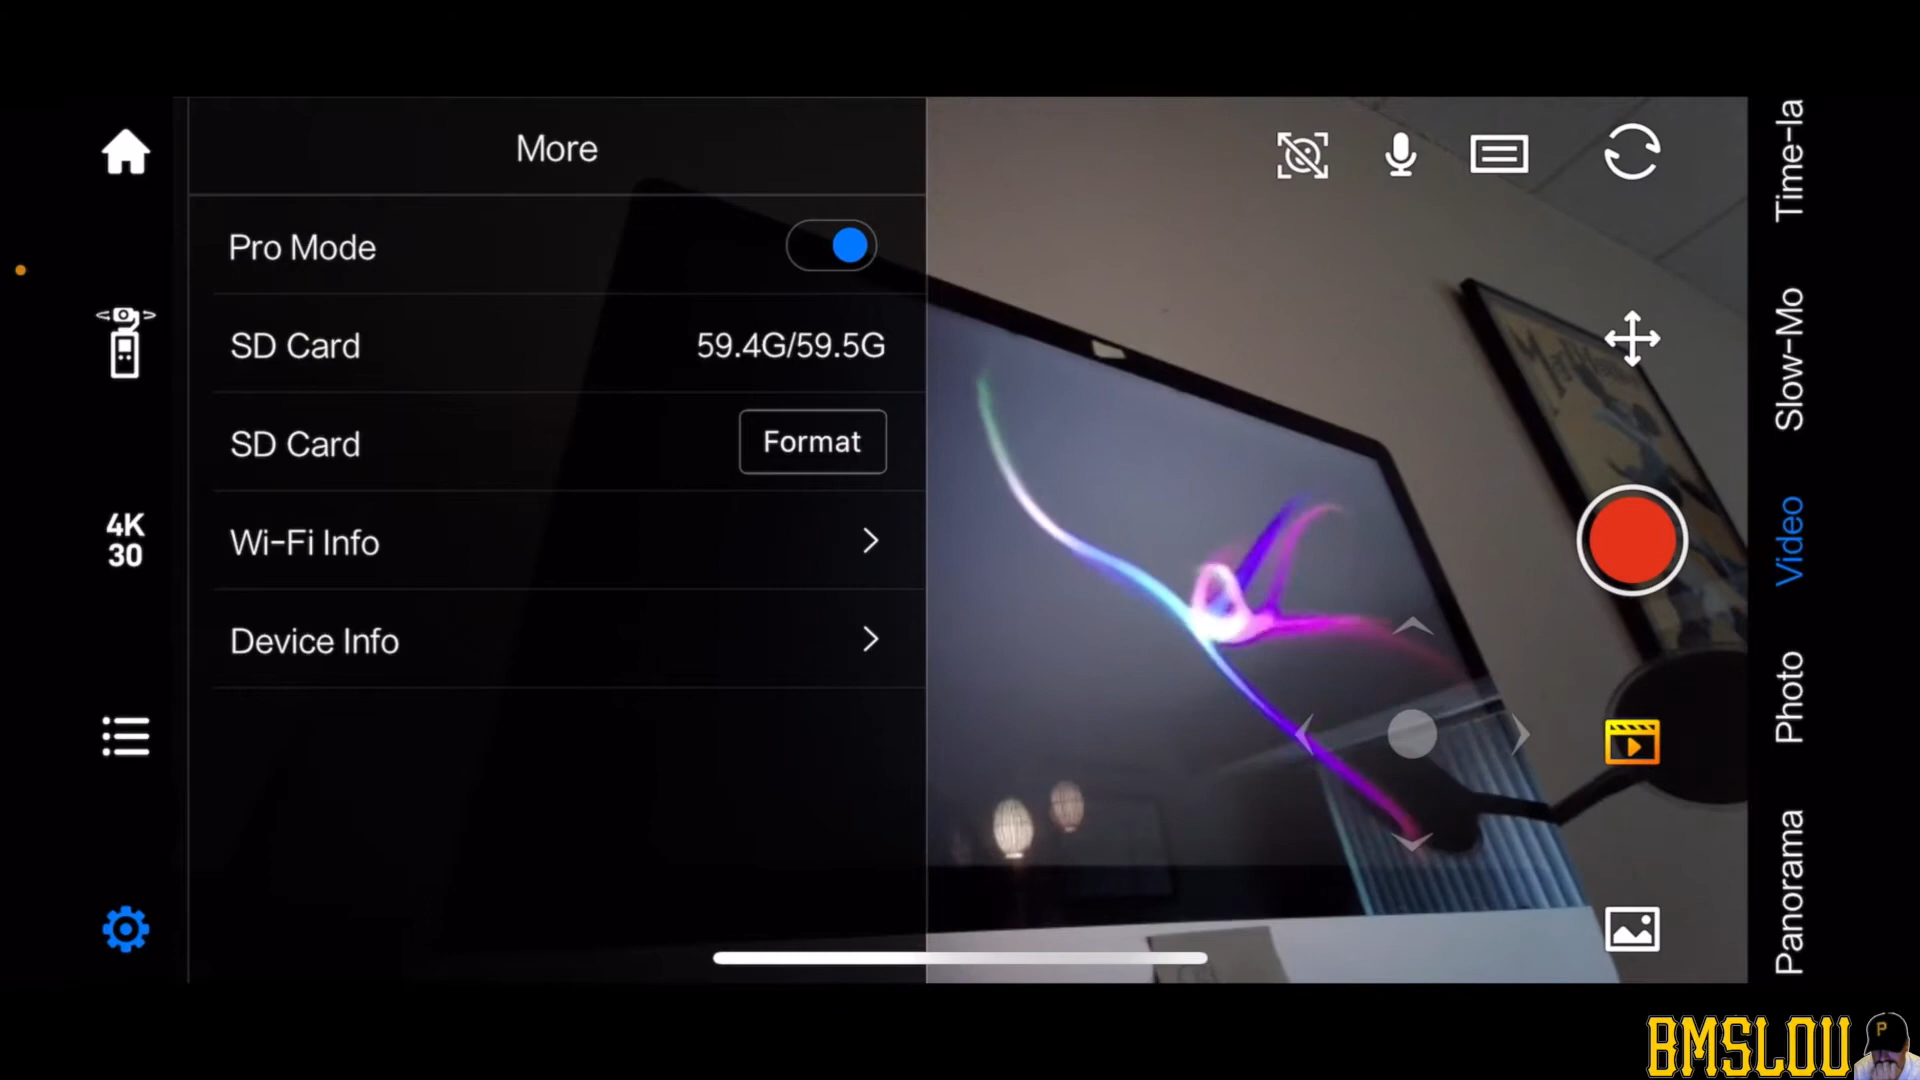 More
Pro Mode
SD Card
59.4G/59.5G
SD Card
Format
Wi-Fi Info
Device Info
4K
30
Time-la
Slow-Mo
Video
Photo
Panorama
BMSLOU
P